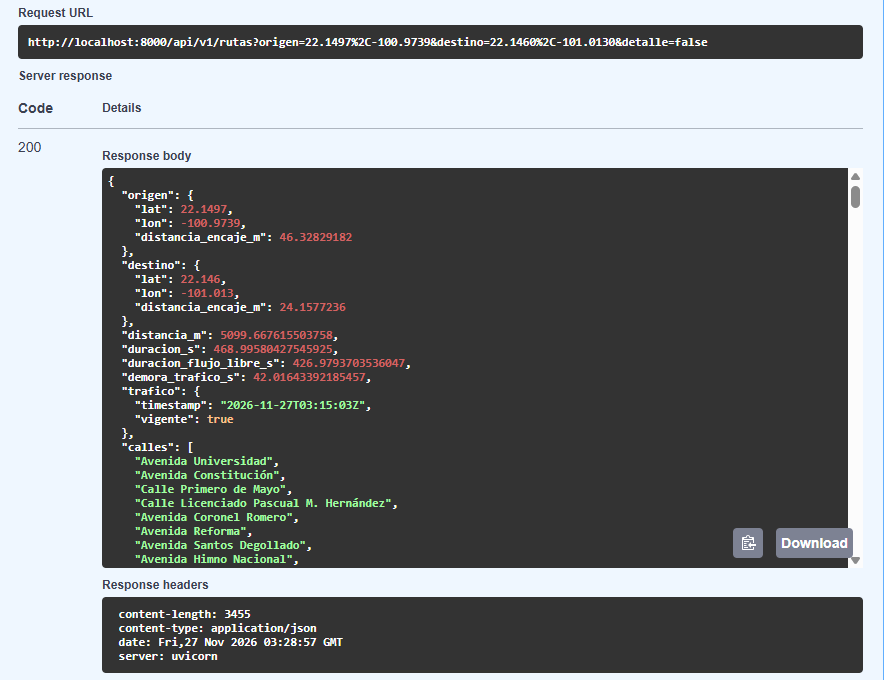 Request URL
http://localhost:8000/api/v1/rutas?origen=22.1497%2C-100.9739&destino=22.1460%2C-101.0130&detalle=false
Server response
Code Details
200
Response body
{
"origen": {
"lat": 22.1497,
"lon": -100.9739,
"distancia_encaje_m": 46.32829182
},
"destino": {
"lat": 22.146,
"lon": -101.013,
"distancia_encaje_m": 24.1577236
},
"distancia_m": 5099.667615503758,
"duracion_s": 468.99580427545925,
"duracion_flujo_libre_s": 426.9793703536047,
"demora_trafico_s": 42.01643392185457,
"trafico": {
"timestamp": "2026-11-27T03:15:03Z",
"vigente": true
},
"calles": [
"Avenida Universidad",
"Avenida Constitución",
"Calle Primero de Mayo",
"Calle Licenciado Pascual M. Hernández",
"Avenida Coronel Romero",
"Avenida Reforma",
"Avenida Santos Degollado",
"Avenida Himno Nacional",
Download
Response headers
content-length: 3455
content-type: application/json
date: Fri,27 Nov 2026 03:28:57 GMT
server: uvicorn